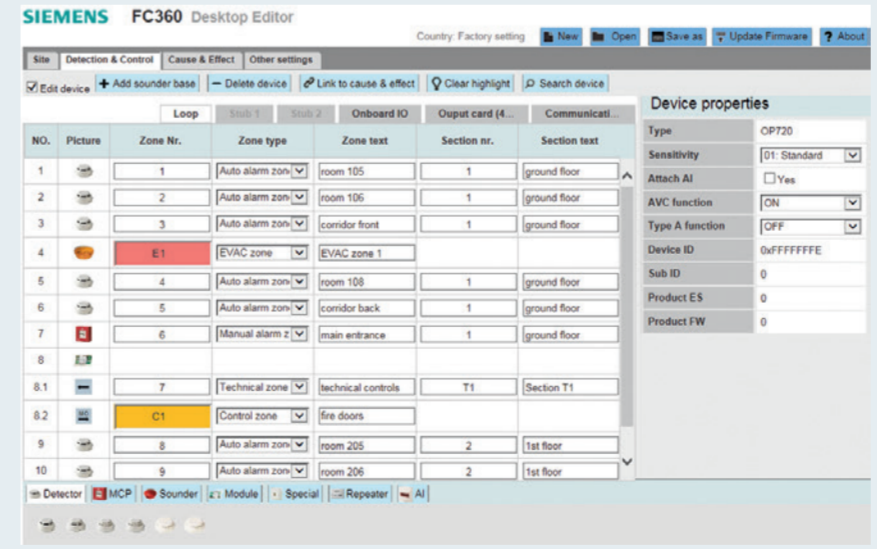 SIEMENS FC360 Desktop Editor
Country: Factory setting New Open Save as Update Firmware ? About
Site Detection & Control Cause & Effect Other settings
Edit device + Add sounder base − Delete device Link to cause & effect Clear highlight Search device
Loop Stub 1 Stub 2 Onboard IO Ouput card (4... Communicati...
NO. Picture Zone Nr. Zone type Zone text Section nr. Section text
1 1 Auto alarm zon room 105 1 ground floor
2 2 Auto alarm zon room 106 1 ground floor
3 3 Auto alarm zon corridor front 1 ground floor
4 E1 EVAC zone EVAC zone 1
5 4 Auto alarm zon room 108 1 ground floor
6 5 Auto alarm zon corridor back 1 ground floor
7 6 Manual alarm z main entrance 1 ground floor
8
8.1 7 Technical zone technical controls T1 Section T1
8.2 C1 Control zone fire doors
9 8 Auto alarm zon room 205 2 1st floor
10 9 Auto alarm zon room 206 2 1st floor
Detector MCP Sounder Module Special Repeater AI
Device properties
Type OP720
Sensitivity 01: Standard
Attach AI Yes
AVC function ON
Type A function OFF
Device ID 0xFFFFFFFE
Sub ID 0
Product ES 0
Product FW 0